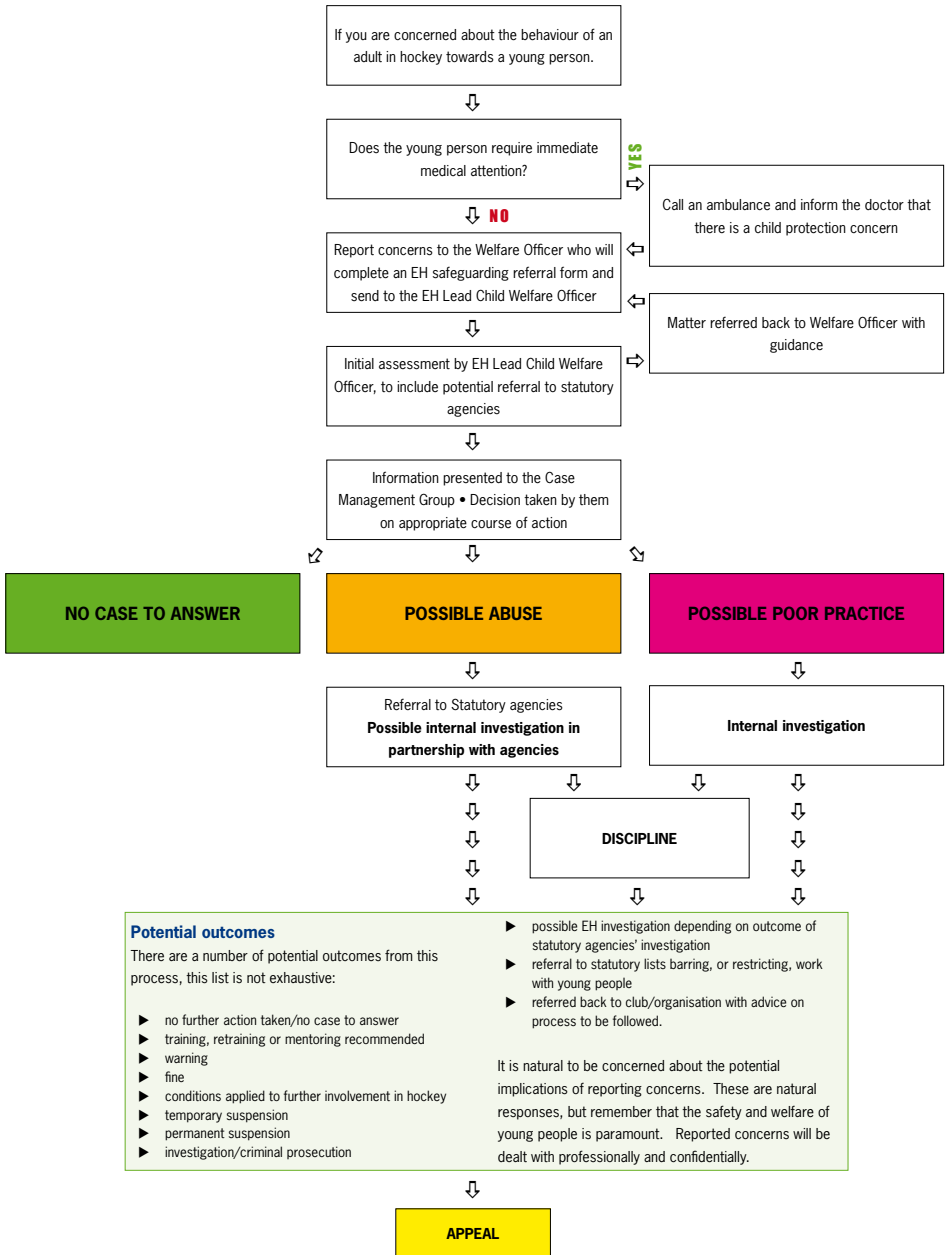 If you are concerned about the behaviour of an
adult in hockey towards a young person.
Does the young person require immediate
medical attention?
YES
Call an ambulance and inform the doctor that
there is a child protection concern
NO
Report concerns to the Welfare Officer who will
complete an EH safeguarding referral form and
send to the EH Lead Child Welfare Officer
Matter referred back to Welfare Officer with
guidance
Initial assessment by EH Lead Child Welfare
Officer, to include potential referral to statutory
agencies
Information presented to the Case
Management Group • Decision taken by them
on appropriate course of action
NO CASE TO ANSWER
POSSIBLE ABUSE
POSSIBLE POOR PRACTICE
Referral to Statutory agencies
Possible internal investigation in
partnership with agencies
Internal investigation
DISCIPLINE
Potential outcomes
There are a number of potential outcomes from this
process, this list is not exhaustive:
► no further action taken/no case to answer
► training, retraining or mentoring recommended
► warning
► fine
► conditions applied to further involvement in hockey
► temporary suspension
► permanent suspension
► investigation/criminal prosecution
► possible EH investigation depending on outcome of
statutory agencies' investigation
► referral to statutory lists barring, or restricting, work
with young people
► referred back to club/organisation with advice on
process to be followed.
It is natural to be concerned about the potential
implications of reporting concerns. These are natural
responses, but remember that the safety and welfare of
young people is paramount. Reported concerns will be
dealt with professionally and confidentially.
APPEAL